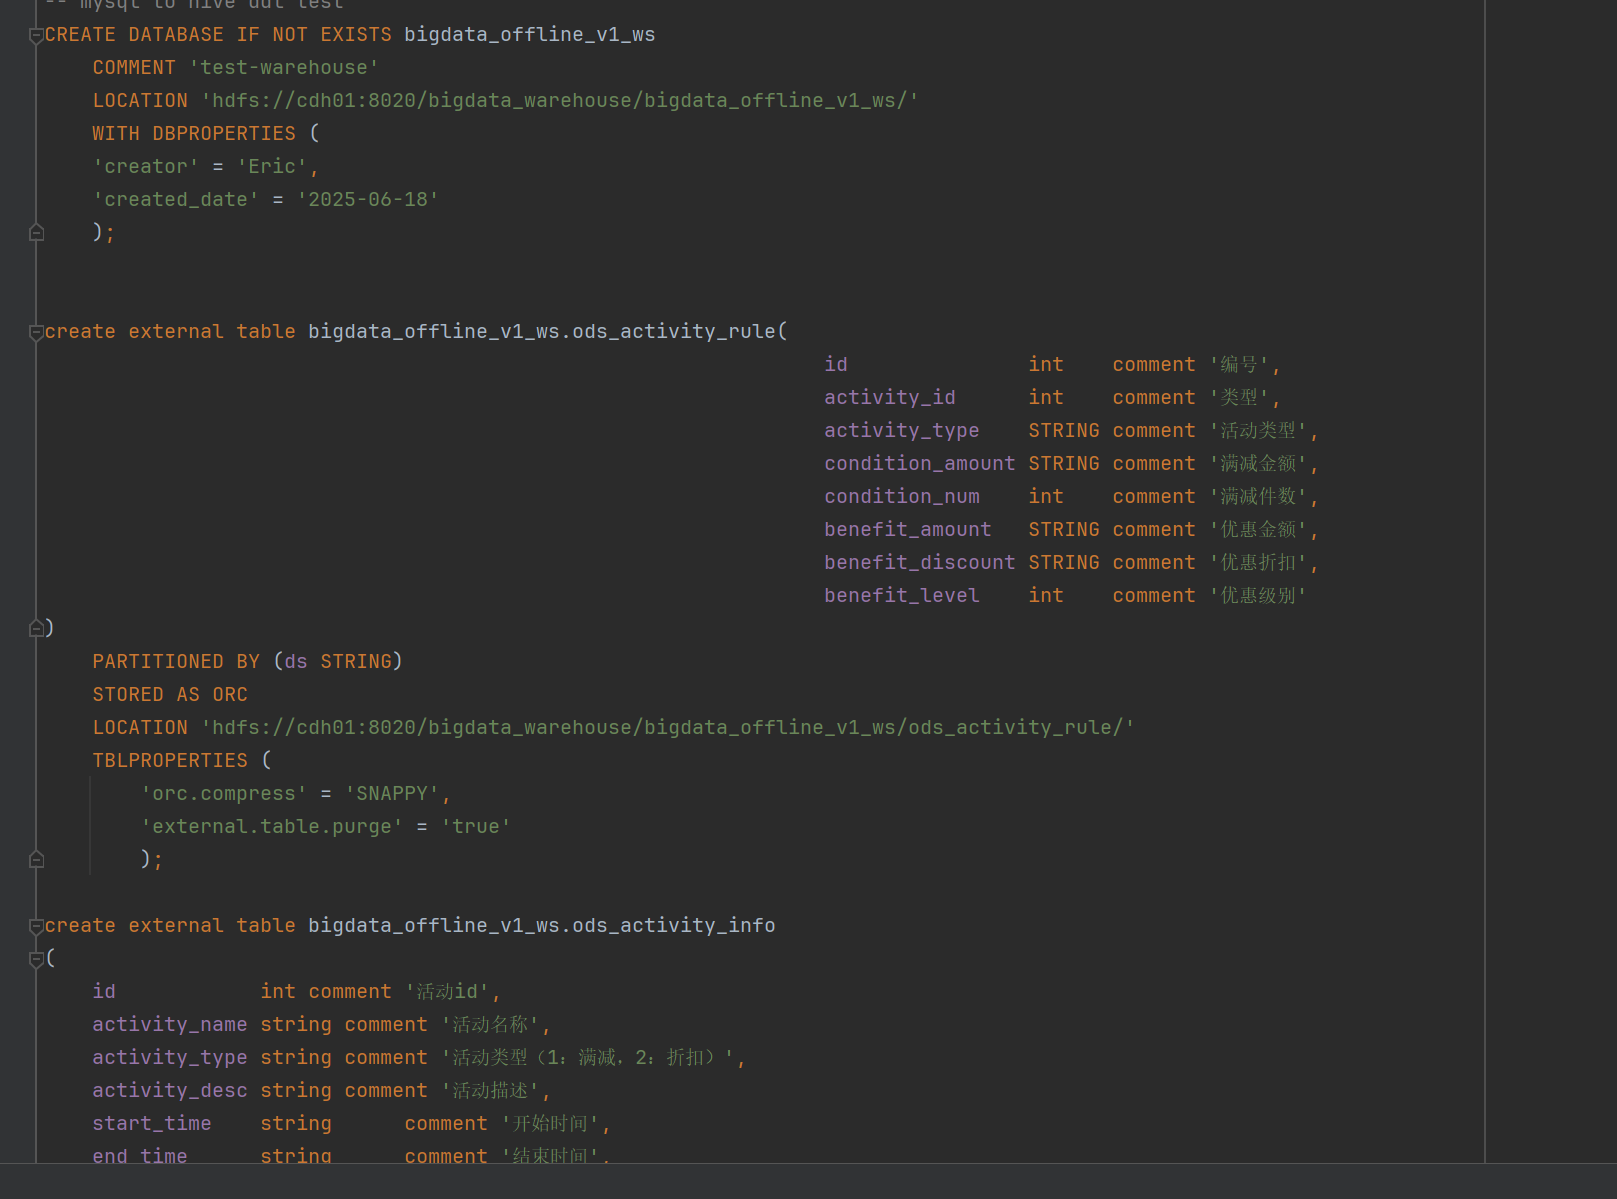 -- mysql to hive ddl test
CREATE DATABASE IF NOT EXISTS bigdata_offline_v1_ws
    COMMENT 'test-warehouse'
    LOCATION 'hdfs://cdh01:8020/bigdata_warehouse/bigdata_offline_v1_ws/'
    WITH DBPROPERTIES (
    'creator' = 'Eric',
    'created_date' = '2025-06-18'
    );
create external table bigdata_offline_v1_ws.ods_activity_rule(
    id               int    comment '编号',
    activity_id      int    comment '类型',
    activity_type    STRING comment '活动类型',
    condition_amount STRING comment '满减金额',
    condition_num    int    comment '满减件数',
    benefit_amount   STRING comment '优惠金额',
    benefit_discount STRING comment '优惠折扣',
    benefit_level    int    comment '优惠级别'
)
    PARTITIONED BY (ds STRING)
    STORED AS ORC
    LOCATION 'hdfs://cdh01:8020/bigdata_warehouse/bigdata_offline_v1_ws/ods_activity_rule/'
    TBLPROPERTIES (
        'orc.compress' = 'SNAPPY',
        'external.table.purge' = 'true'
        );
create external table bigdata_offline_v1_ws.ods_activity_info
(
    id            int comment '活动id',
    activity_name string comment '活动名称',
    activity_type string comment '活动类型（1：满减，2：折扣）',
    activity_desc string comment '活动描述',
    start_time    string      comment '开始时间',
    end_time      string      comment '结束时间',